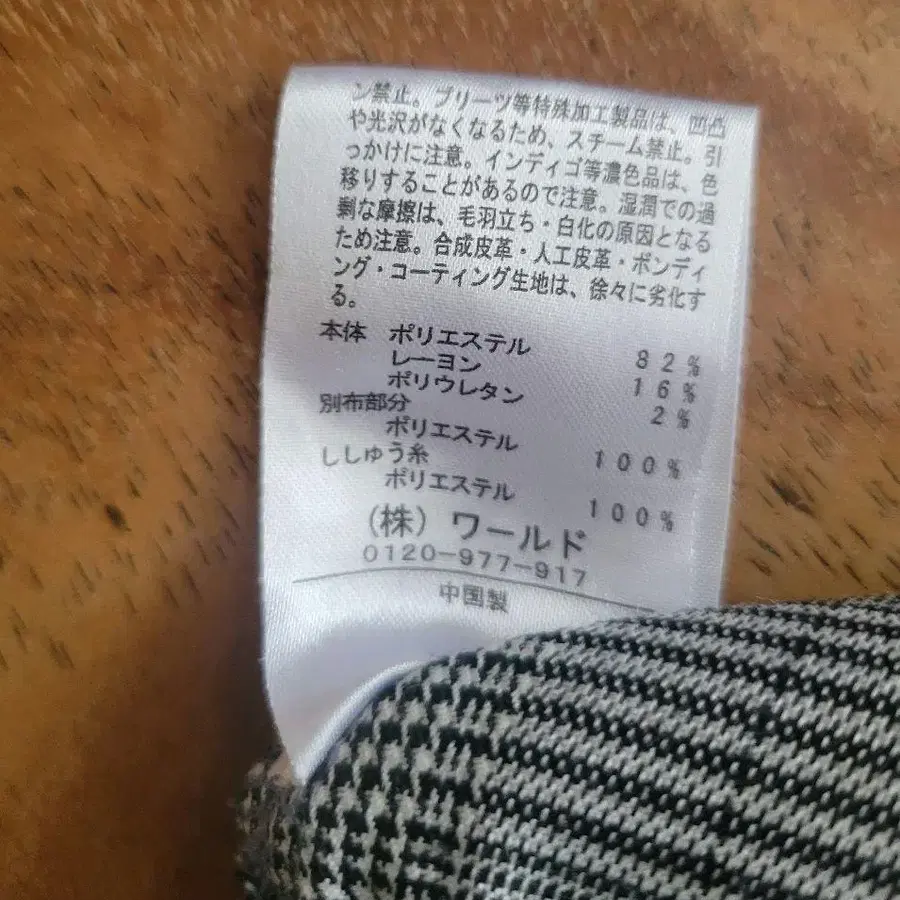 ン禁止。プリーツ等特殊加工製品は、凹凸
や光沢がなくなるため、スチーム禁止。引
っかけに注意。インディゴ等濃色品は、色
移りすることがあるので注意。湿潤での過
剰な摩擦は、毛羽立ち・白化の原因となる
ため注意。合成皮革・人工皮革・ボンディ
ング・コーティング生地は、徐々に劣化す
る。
本体 ポリエステル 82%
レーヨン 16%
ポリウレタン 2%
別布部分
ポリエステル 100%
ししゅう糸
ポリエステル 100%
(株)ワールド
0120-977-917
中国製